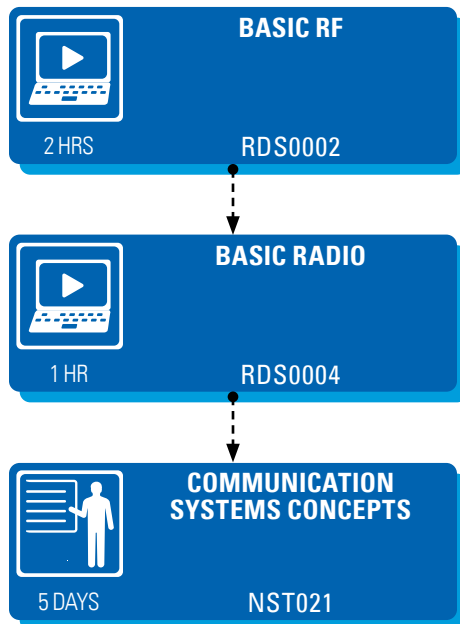 BASIC RF
2 HRS
RDS0002
BASIC RADIO
1 HR
RDS0004
COMMUNICATION
SYSTEMS CONCEPTS
5 DAYS
NST021